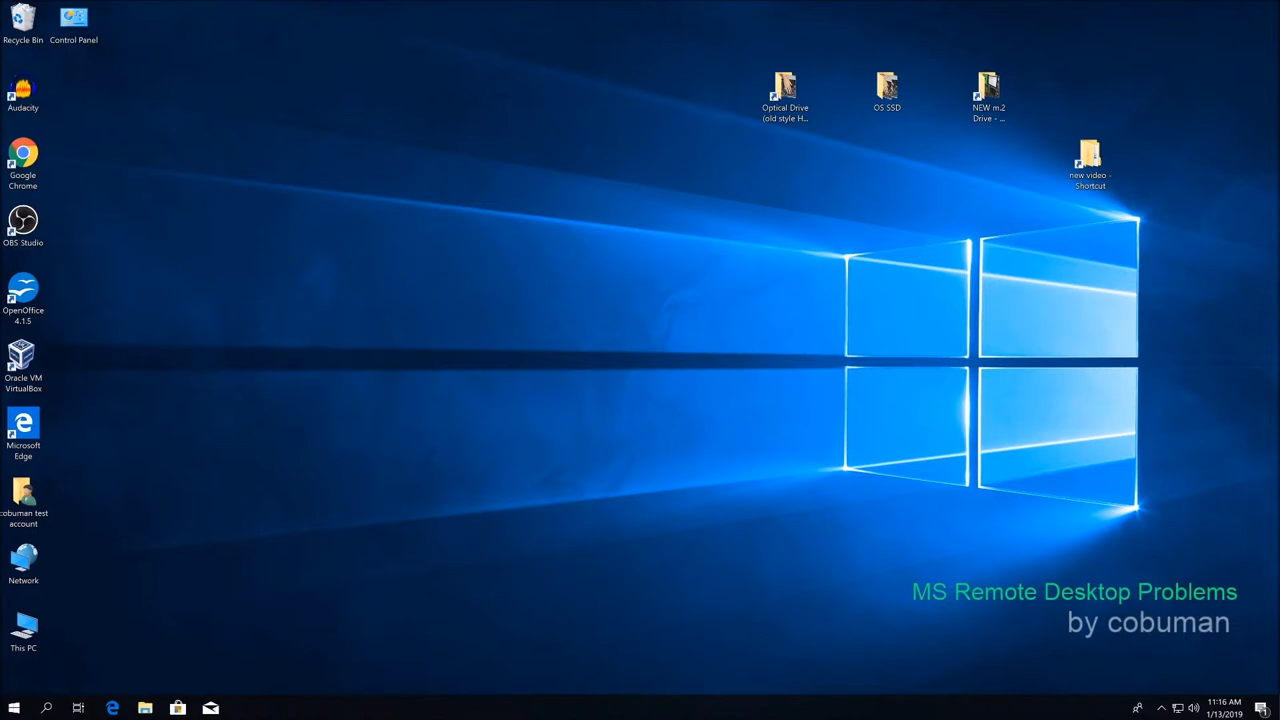 Recycle Bin
Control Panel
Audacity
Google
Chrome
OBS Studio
OpenOffice
4.1.5
Oracle VM
VirtualBox
Microsoft
Edge
cobuman test
account
Network
This PC
Optical Drive
(old style H...
OS SSD
NEW m.2
Drive - ...
new video -
Shortcut
MS Remote Desktop Problems
by cobuman
11:16 AM
1/13/2019
1